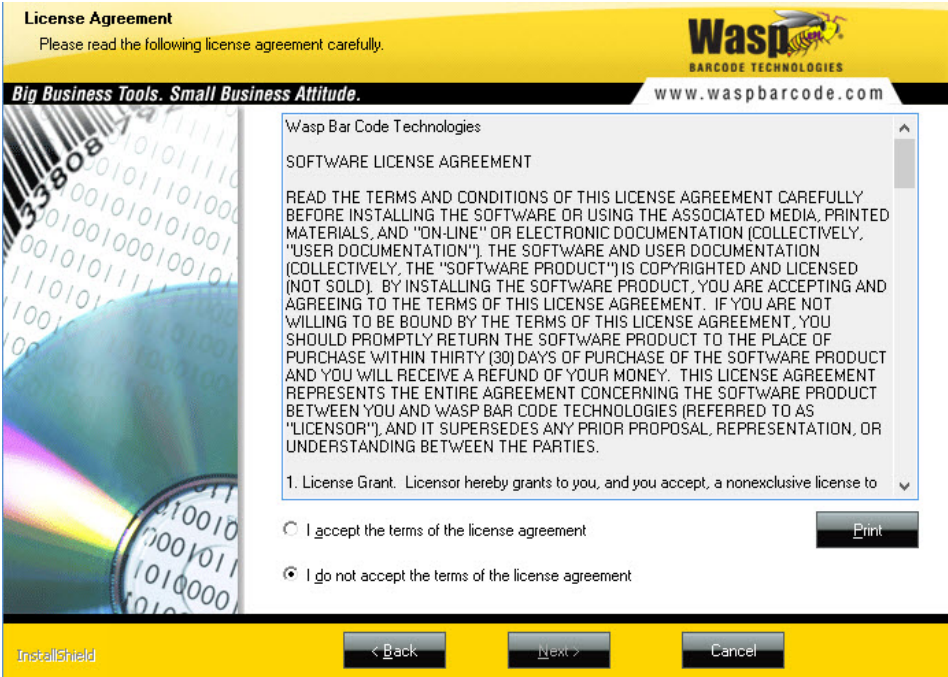 License Agreement
Please read the following license agreement carefully.
Wasp
BARCODE TECHNOLOGIES
Big Business Tools. Small Business Attitude.
www.waspbarcode.com
Wasp Bar Code Technologies
SOFTWARE LICENSE AGREEMENT
READ THE TERMS AND CONDITIONS OF THIS LICENSE AGREEMENT CAREFULLY
BEFORE INSTALLING THE SOFTWARE OR USING THE ASSOCIATED MEDIA, PRINTED
MATERIALS, AND "ON-LINE" OR ELECTRONIC DOCUMENTATION (COLLECTIVELY,
"USER DOCUMENTATION"). THE SOFTWARE AND USER DOCUMENTATION
(COLLECTIVELY, THE "SOFTWARE PRODUCT") IS COPYRIGHTED AND LICENSED
(NOT SOLD). BY INSTALLING THE SOFTWARE PRODUCT, YOU ARE ACCEPTING AND
AGREEING TO THE TERMS OF THIS LICENSE AGREEMENT. IF YOU ARE NOT
WILLING TO BE BOUND BY THE TERMS OF THIS LICENSE AGREEMENT, YOU
SHOULD PROMPTLY RETURN THE SOFTWARE PRODUCT TO THE PLACE OF
PURCHASE WITHIN THIRTY (30) DAYS OF PURCHASE OF THE SOFTWARE PRODUCT
AND YOU WILL RECEIVE A REFUND OF YOUR MONEY. THIS LICENSE AGREEMENT
REPRESENTS THE ENTIRE AGREEMENT CONCERNING THE SOFTWARE PRODUCT
BETWEEN YOU AND WASP BAR CODE TECHNOLOGIES (REFERRED TO AS
"LICENSOR"), AND IT SUPERSEDES ANY PRIOR PROPOSAL, REPRESENTATION, OR
UNDERSTANDING BETWEEN THE PARTIES.
1. License Grant. Licensor hereby grants to you, and you accept, a nonexclusive license to
I accept the terms of the license agreement
Print
I do not accept the terms of the license agreement
InstallShield
< Back
Next >
Cancel